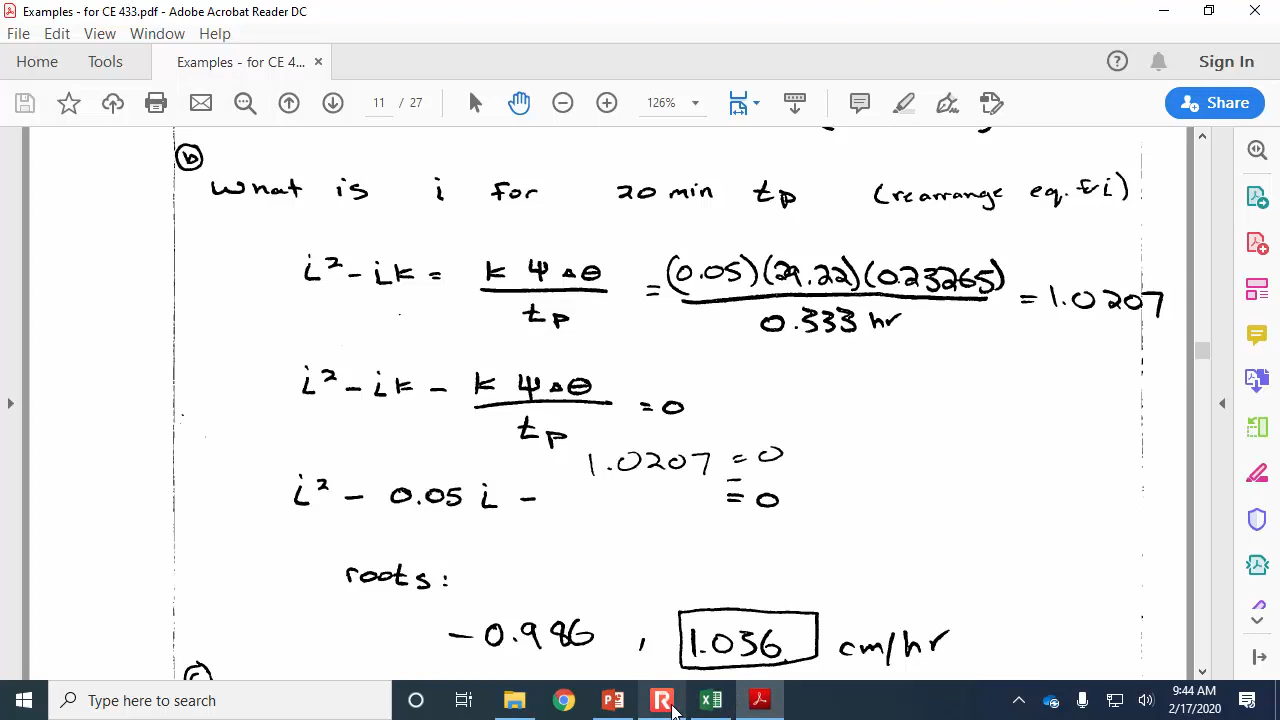 Examples - for CE 433.pdf - Adobe Acrobat Reader DC
File Edit View Window Help
Home Tools Examples - for CE 4... × Sign In
11 / 27 126% Share
(b)
What is i for 20 min tp (rearrange eq. for i)
i² - ik = k ψ Δθ / tp = (0.05)(29.22)(0.23265) / 0.333 hr = 1.0207
i² - ik - k ψ Δθ / tp = 0
1.0207 = 0
i² - 0.05 i - = 0
roots:
-0.986 , 1.036 cm/hr
(c)
Type here to search
9:44 AM
2/17/2020